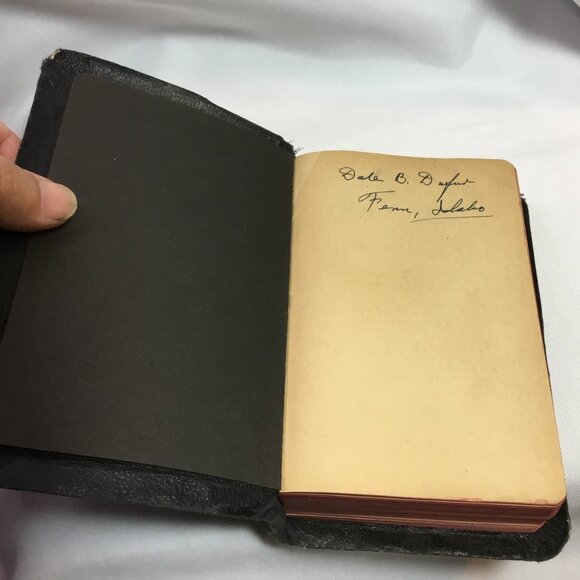 Dale B. Dufur
Fenn, Idaho